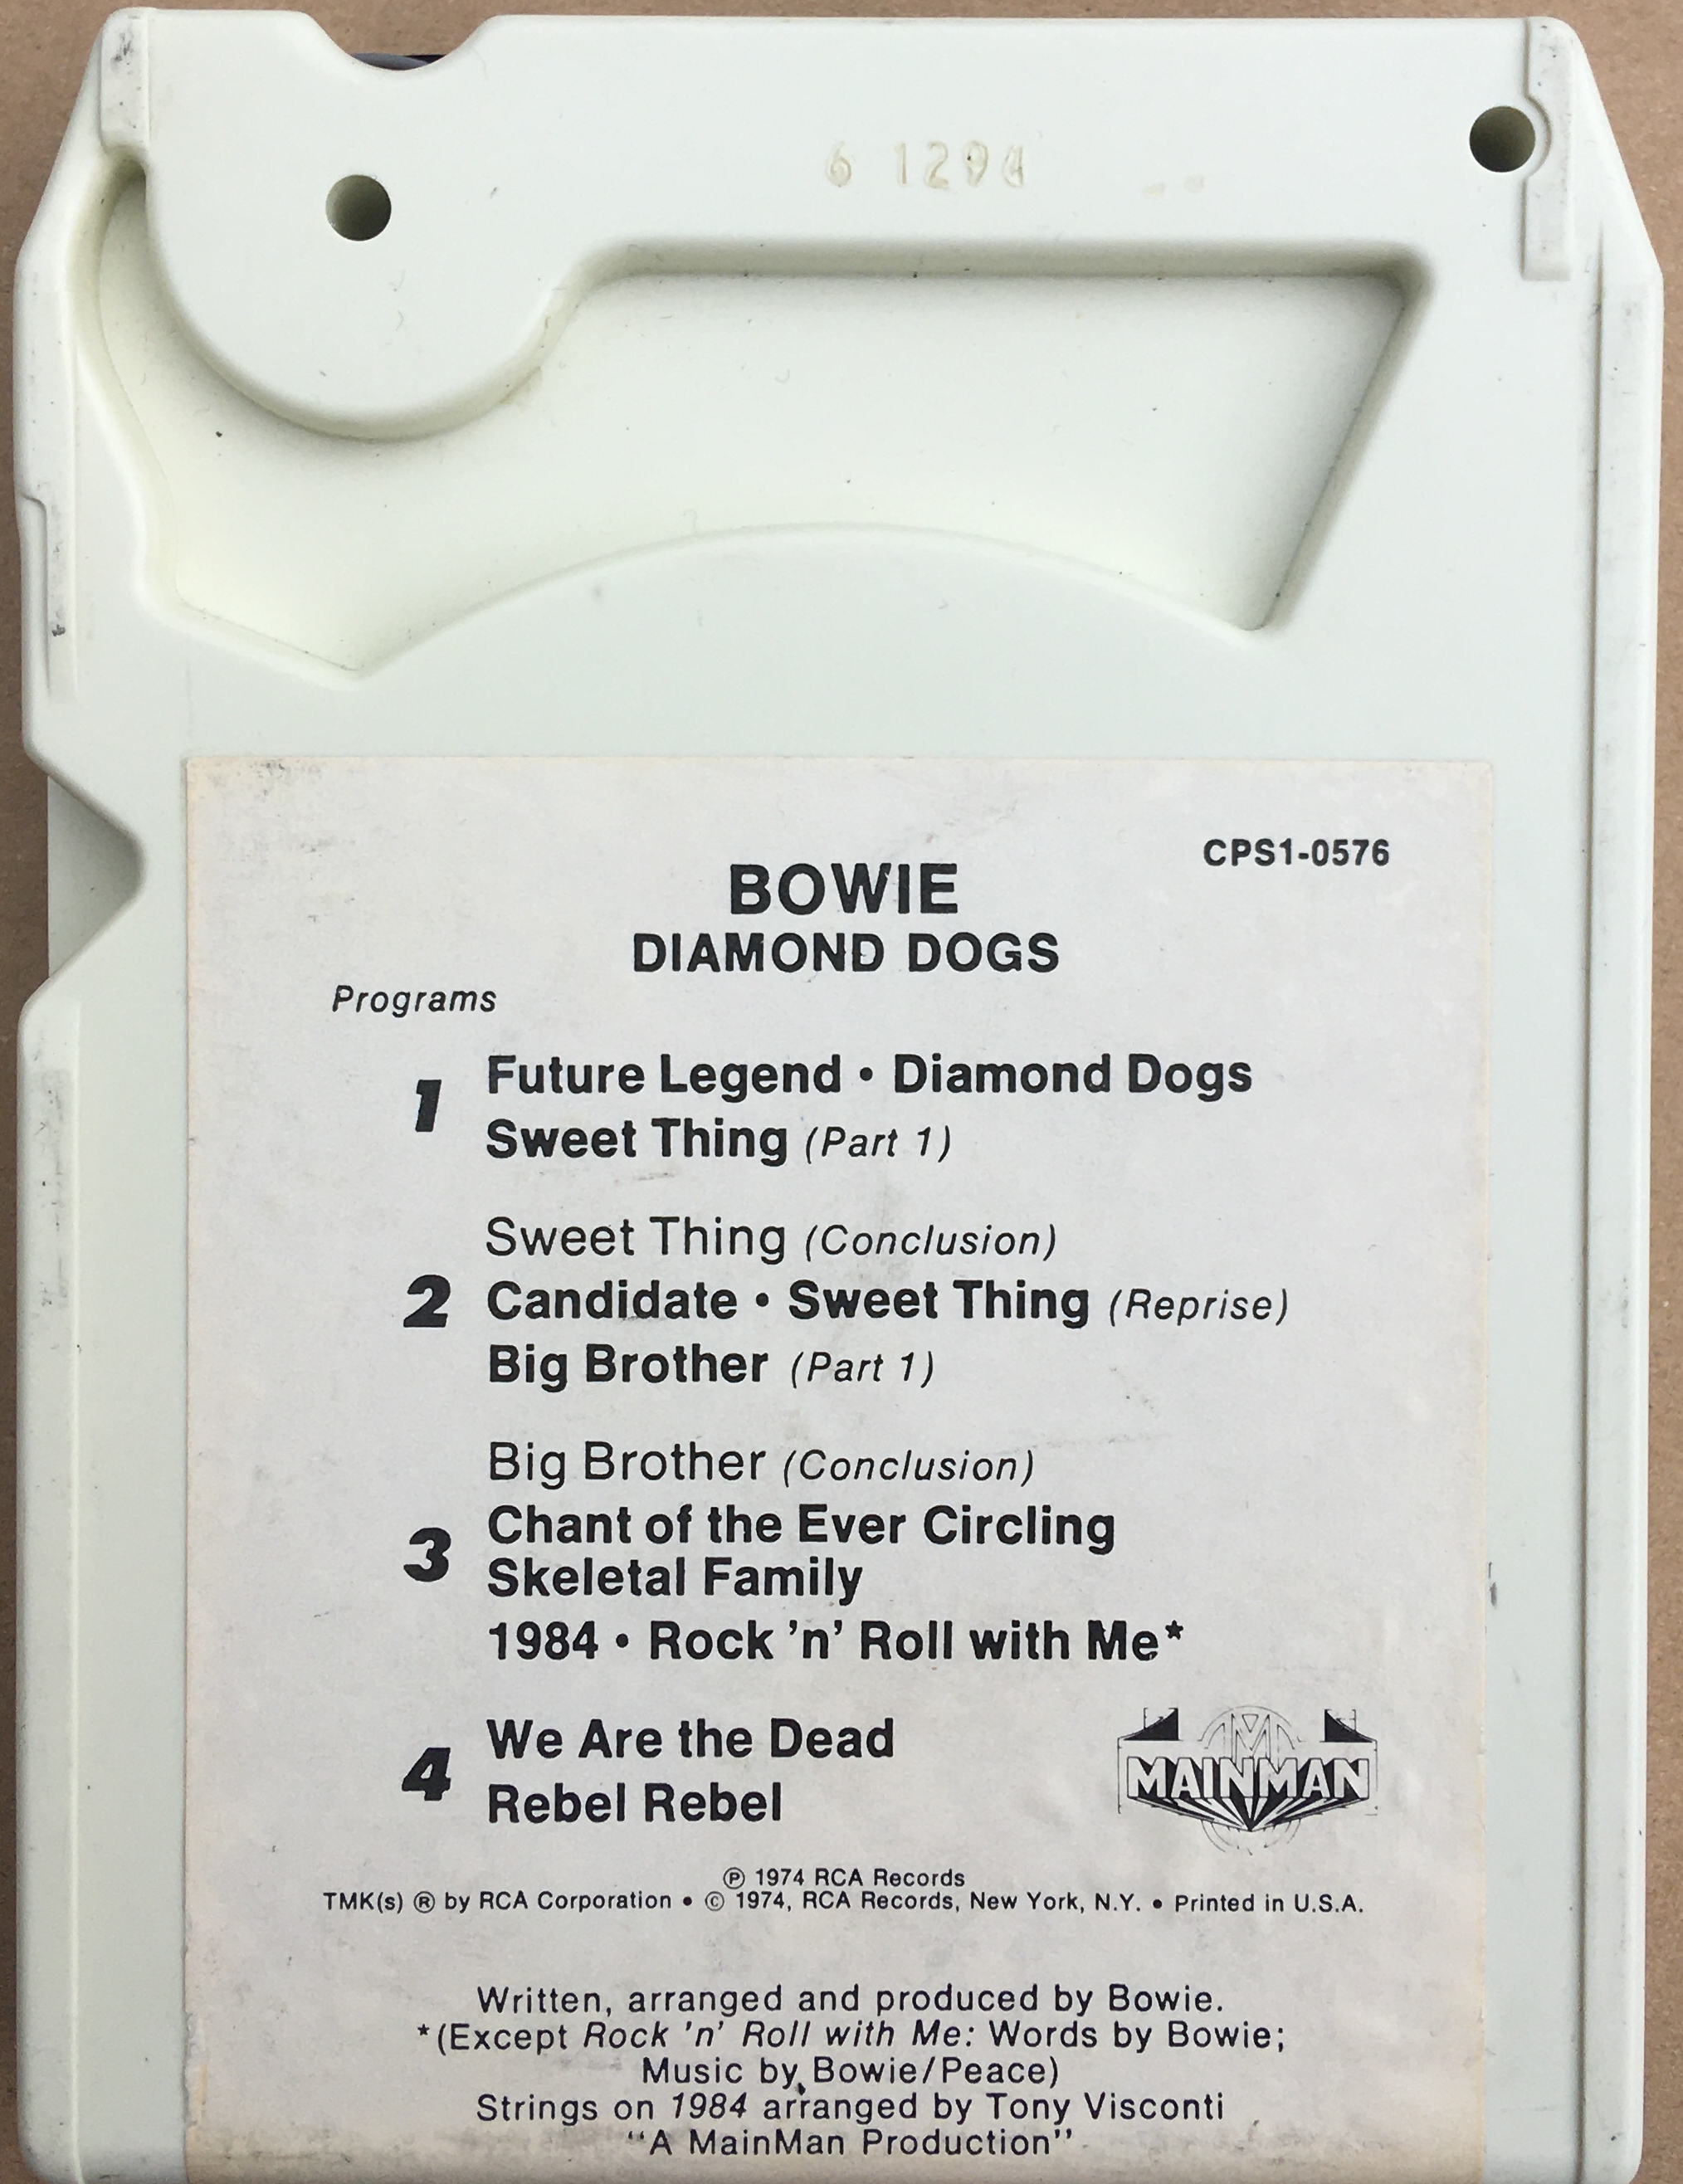 CPS1-0576
BOWIE
DIAMOND DOGS
Programs
1
Future Legend • Diamond Dogs
Sweet Thing (Part 1)
2
Sweet Thing (Conclusion)
Candidate • Sweet Thing (Reprise)
Big Brother (Part 1)
3
Big Brother (Conclusion)
Chant of the Ever Circling
Skeletal Family
1984 • Rock 'n' Roll with Me*
4
We Are the Dead
Rebel Rebel
MAINMAN
℗ 1974 RCA Records
TMK(s) ® by RCA Corporation • © 1974, RCA Records, New York, N.Y. • Printed in U.S.A.
Written, arranged and produced by Bowie.
*(Except Rock 'n' Roll with Me: Words by Bowie;
Music by Bowie/Peace)
Strings on 1984 arranged by Tony Visconti
"A MainMan Production"